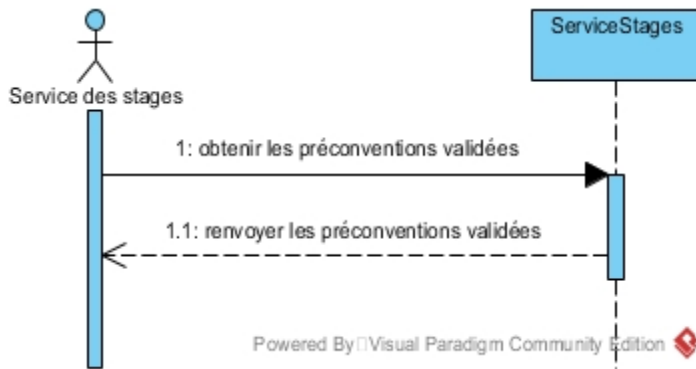 ServiceStages
Service des stages
1: obtenir les préconventions validées
1.1: renvoyer les préconventions validées
Powered By Visual Paradigm Community Edition